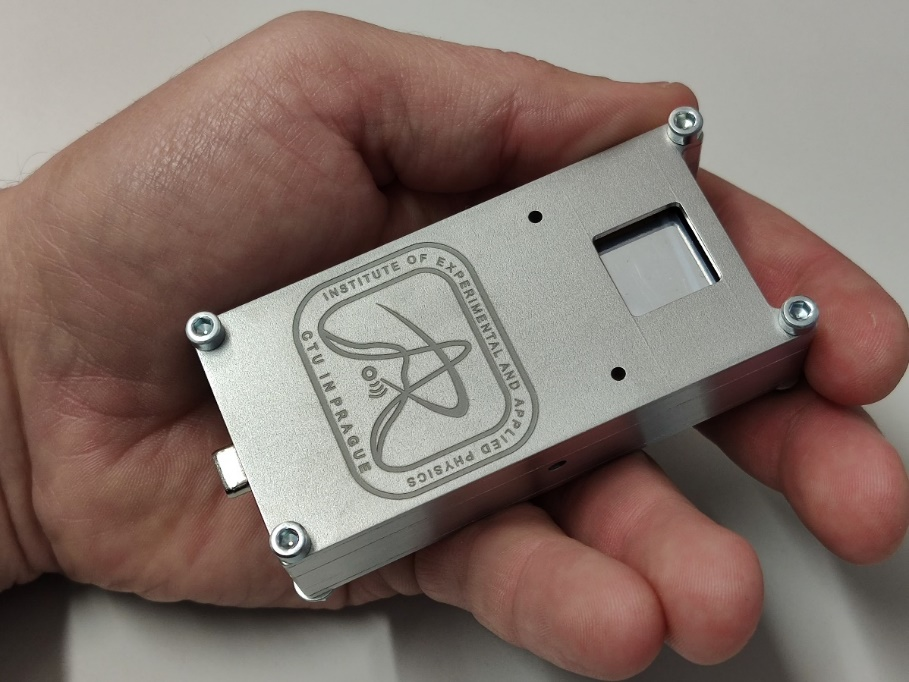 INSTITUTE OF EXPERIMENTAL AND APPLIED PHYSICS
CTU IN PRAGUE